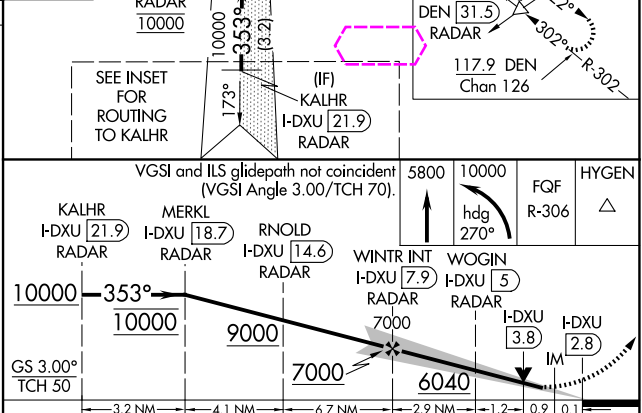 RADAR
10000
10000
353°
(3.2)
173°
SEE INSET
FOR
ROUTING
TO KALHR
(IF)
KALHR
I-DXU 21.9
RADAR
DEN 31.5
RADAR
302°
R-302
117.9 DEN
Chan 126
VGSI and ILS glidepath not coincident
(VGSI Angle 3.00/TCH 70).
5800
10000
hdg
270°
FQF
R-306
HYGEN
KALHR
I-DXU 21.9
RADAR
MERKL
I-DXU 18.7
RADAR
RNOLD
I-DXU 14.6
RADAR
WINTR INT
I-DXU 7.9
RADAR
WOGIN
I-DXU 5
RADAR
I-DXU
3.8
I-DXU
2.8
IM
10000
353°
10000
9000
7000
7000
6040
GS 3.00°
TCH 50
3.2 NM
4.1 NM
6.7 NM
2.9 NM
1.2
0.9